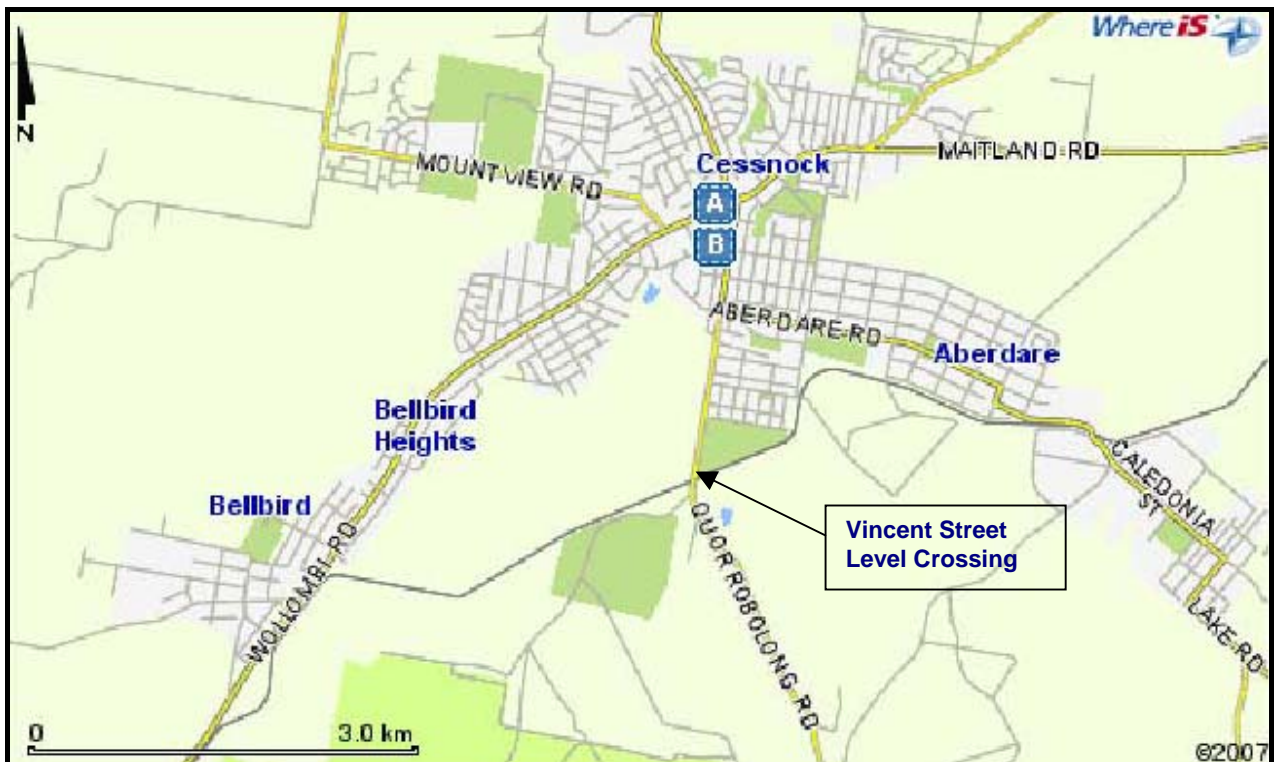 Where iS
N
MOUNT VIEW RD
Cessnock
MAITLAND RD
A
B
ABERDARE RD
Aberdare
Bellbird
Heights
Bellbird
CALEDONIA
ST
Vincent Street
Level Crossing
QUORROBOLONG RD
WOLLOMBI RD
LAKE RD
0
3.0 km
©2007